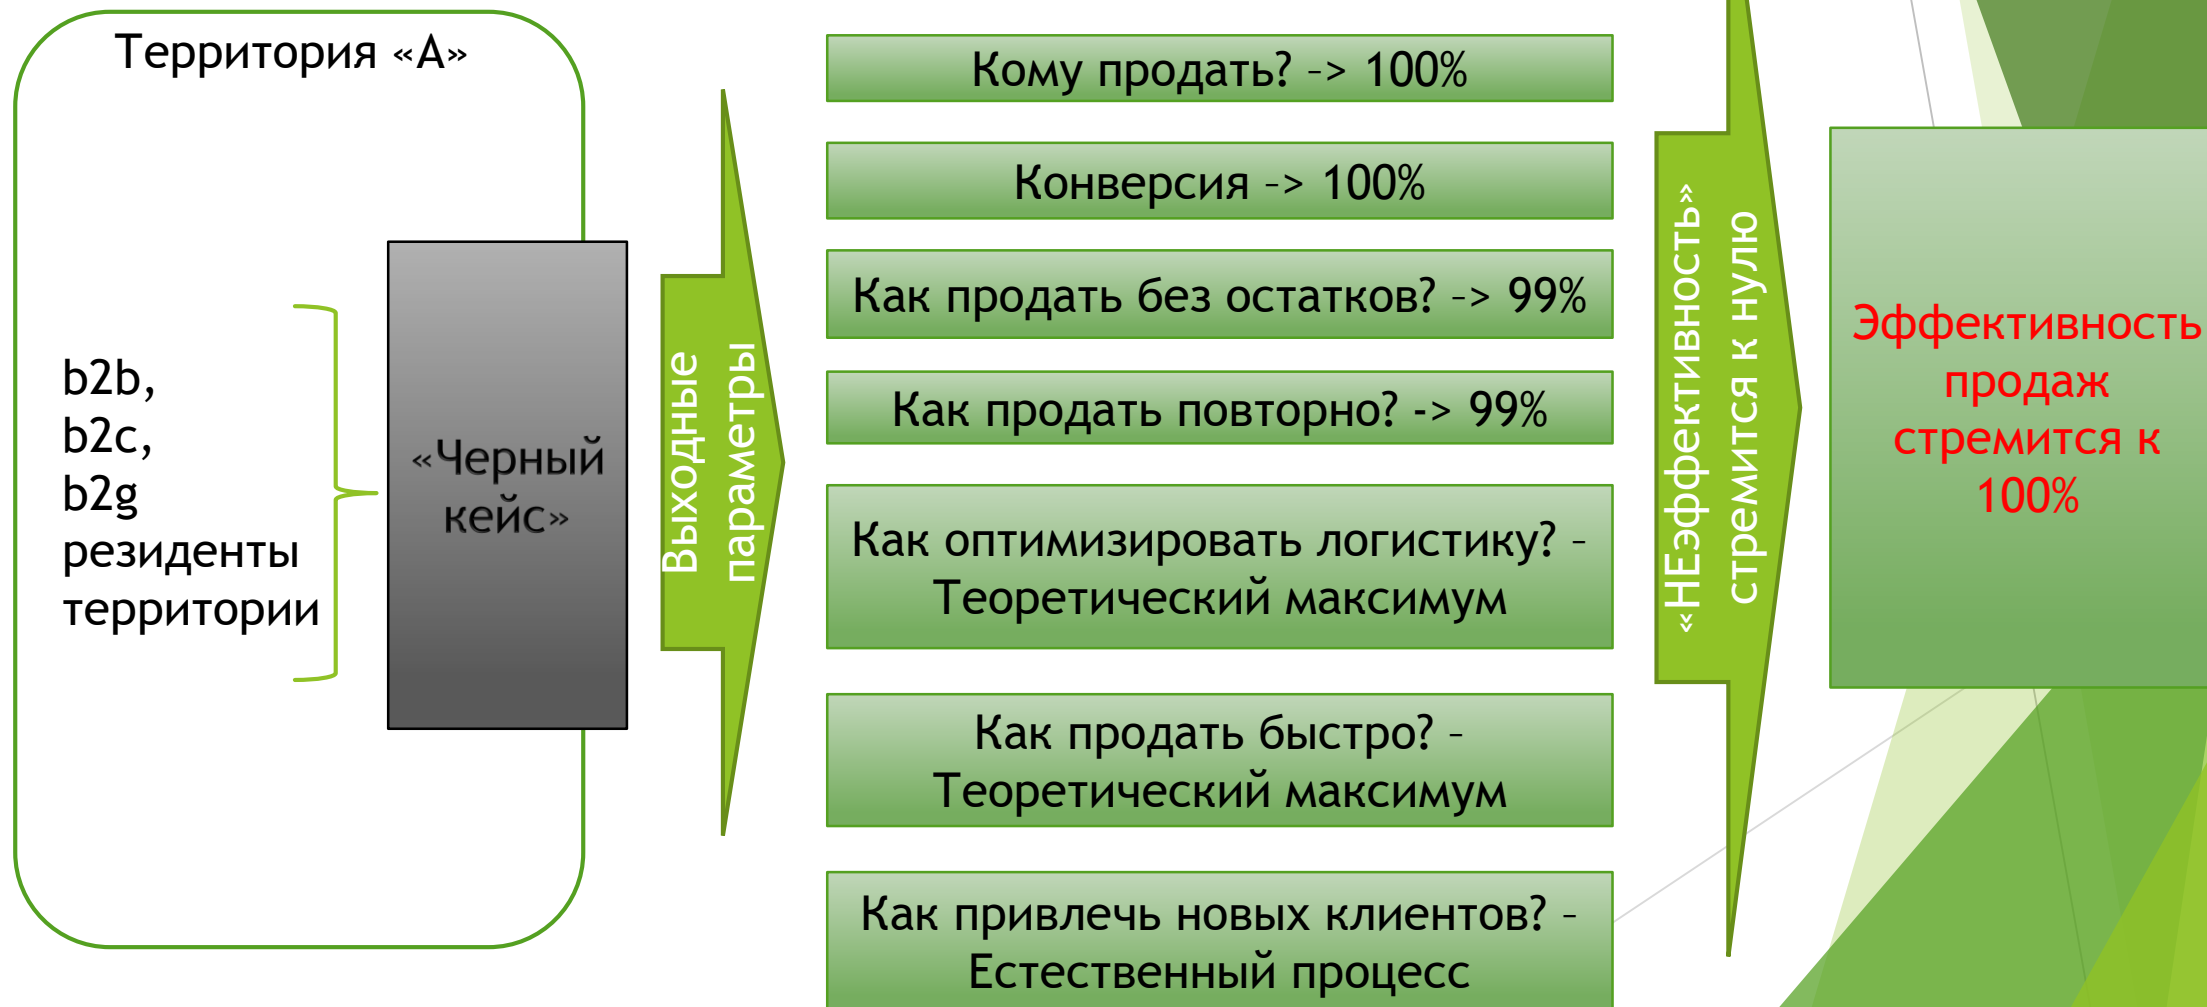 Территория «А»
b2b,
b2c,
b2g
резиденты
территории
«Черный
кейс»
Выходные
параметры
Кому продать? –> 100%
Конверсия –> 100%
Как продать без остатков? –> 99%
Как продать повторно? -> 99%
Как оптимизировать логистику? –
Теоретический максимум
Как продать быстро? –
Теоретический максимум
Как привлечь новых клиентов? –
Естественный процесс
«НЕэффективность»
стремится к нулю
Эффективность
продаж
стремится к
100%